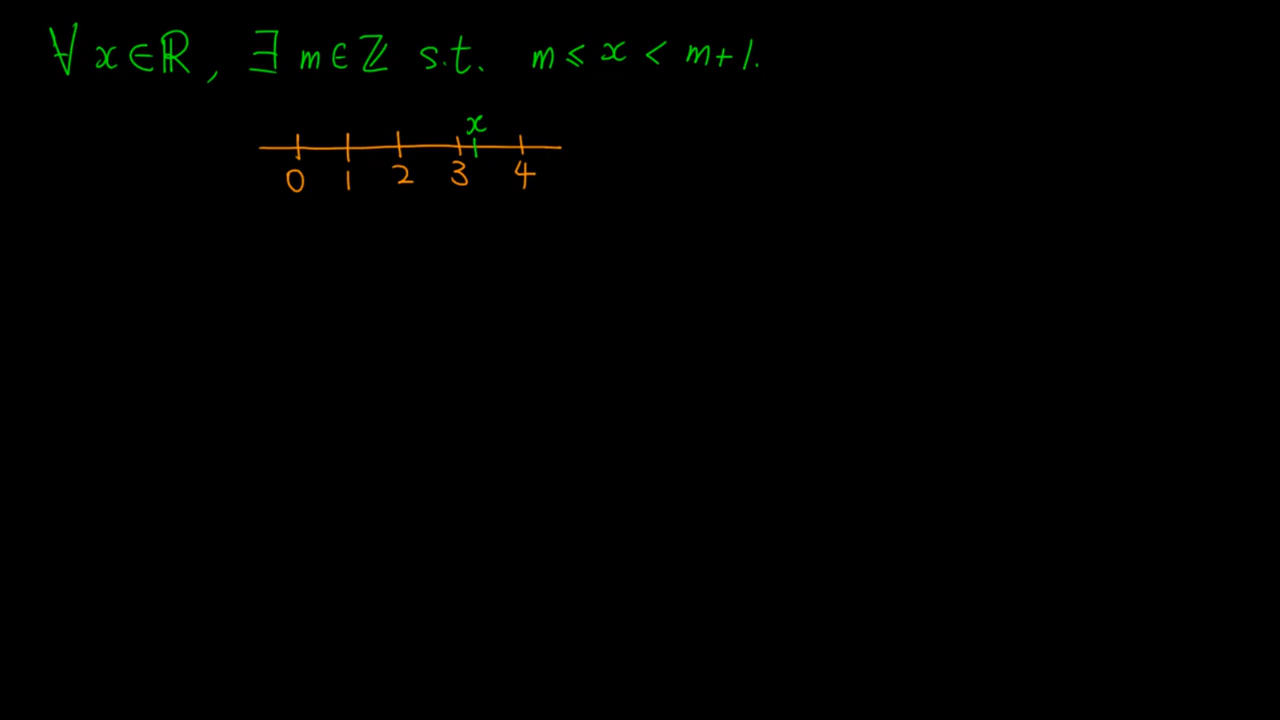 ∀ x ∈ ℝ, ∃ m ∈ ℤ s.t. m ≤ x < m+1.
x
0 1 2 3 4